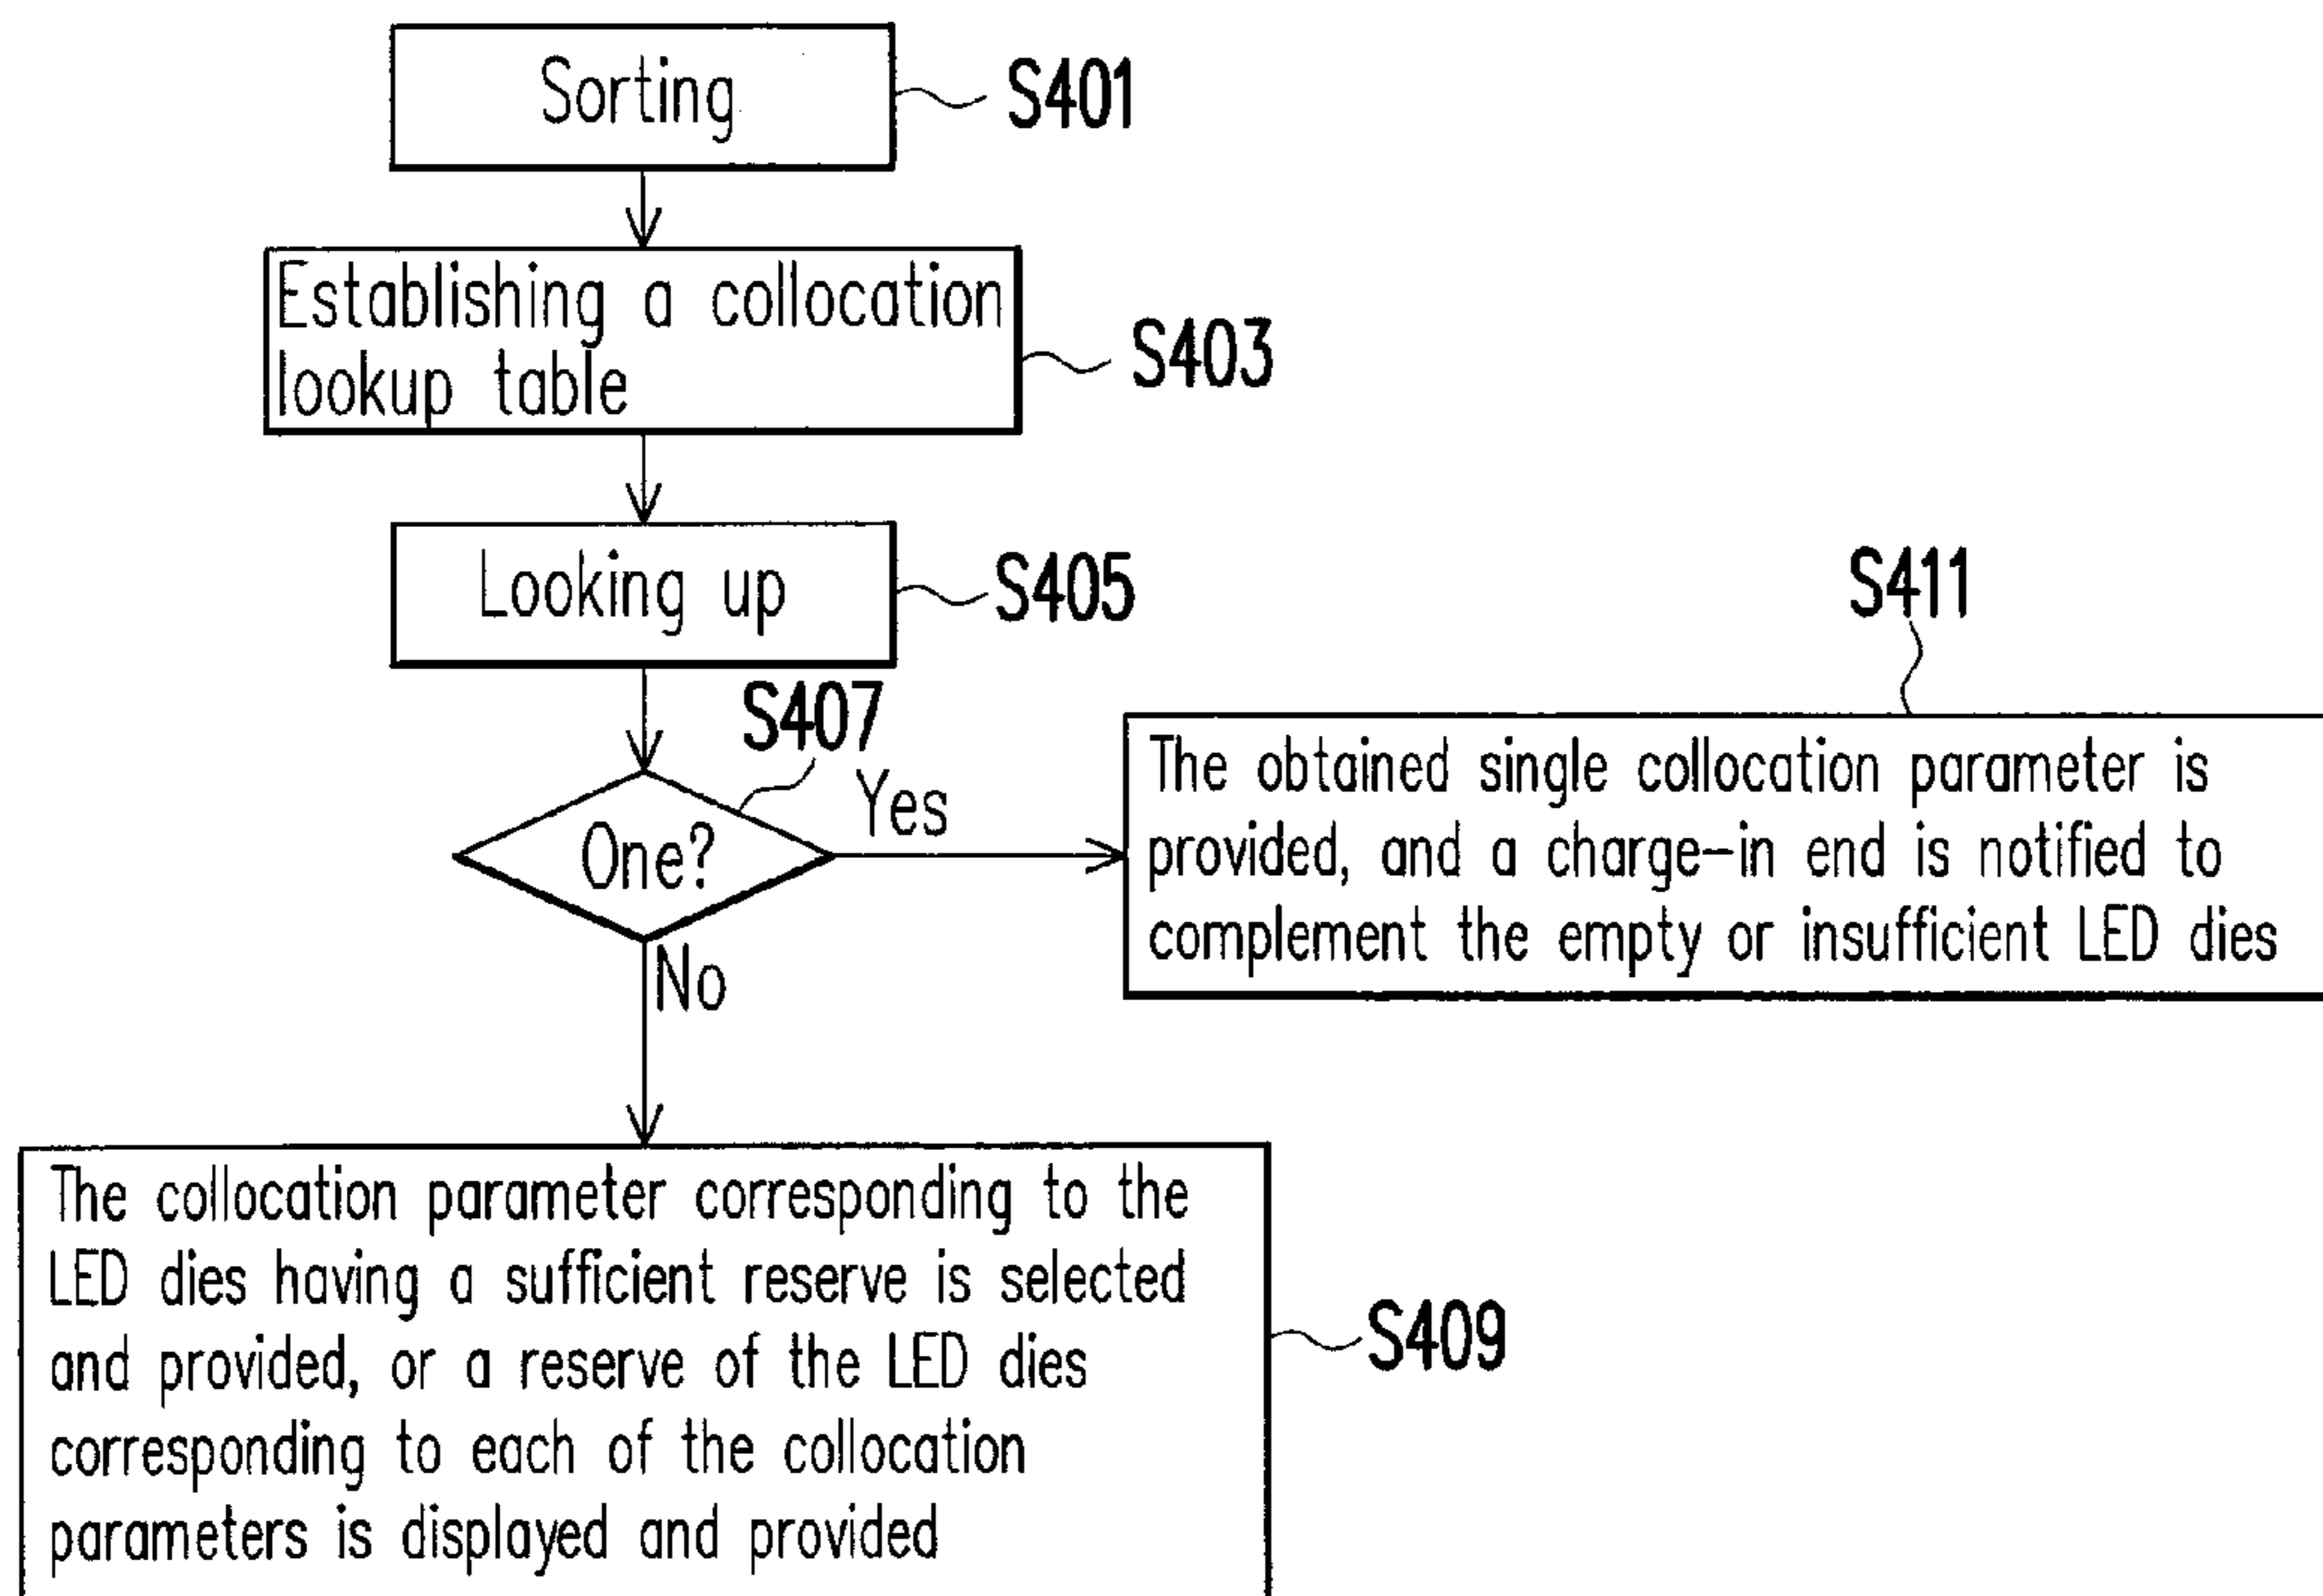 Sorting
S401
Establishing a collocation
lookup table
S403
Looking up
S405
S407
One?
Yes
No
S411
The obtained single collocation parameter is
provided, and a charge-in end is notified to
complement the empty or insufficient LED dies
The collocation parameter corresponding to the
LED dies having a sufficient reserve is selected
and provided, or a reserve of the LED dies
corresponding to each of the collocation
parameters is displayed and provided
S409